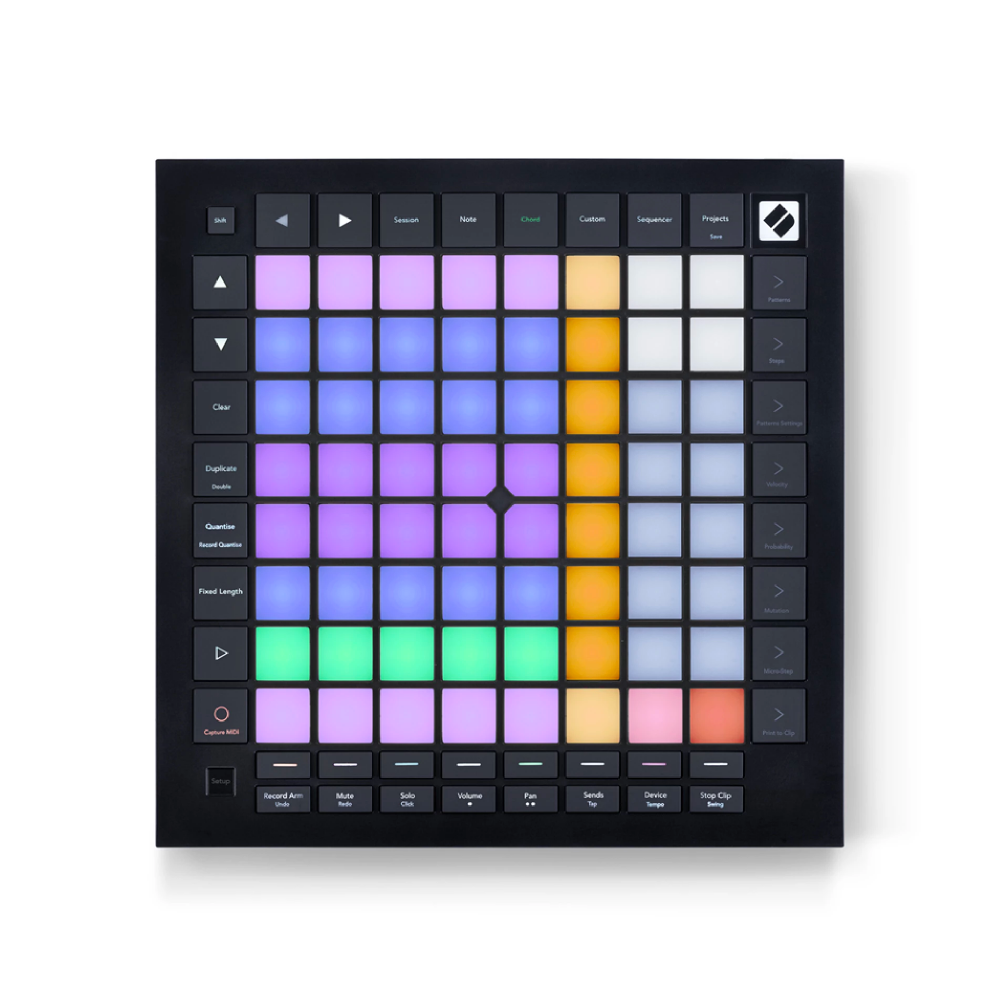 Shift
Session
Note
Chord
Custom
Sequencer
Projects
Save
Patterns
Steps
Clear
Patterns Settings
Duplicate
Double
Velocity
Quantise
Record Quantise
Probability
Fixed Length
Mutation
Micro Step
Capture MIDI
Print to Clip
Setup
Record Arm
Undo
Mute
Redo
Solo
Click
Volume
Pan
Sends
Tap
Device
Tempo
Stop Clip
Swing